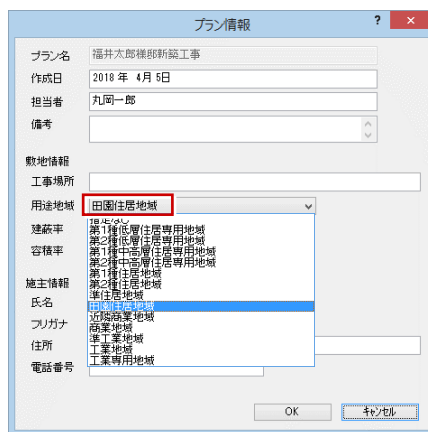 プラン情報 ? ×
プラン名 福井太郎様邸新築工事
作成日 2018 年 4月 5日
担当者 丸岡一郎
備考
敷地情報
工事場所
用途地域 田園住居地域
建蔽率 指定なし
第1種低層住居専用地域
第2種低層住居専用地域
容積率 第1種中高層住居専用地域
第2種中高層住居専用地域
第1種住居地域
施主情報 第2種住居地域
準住居地域
氏名 田園住居地域
近隣商業地域
フリガナ 商業地域
準工業地域
住所 工業地域
工業専用地域
電話番号
OK キャンセル